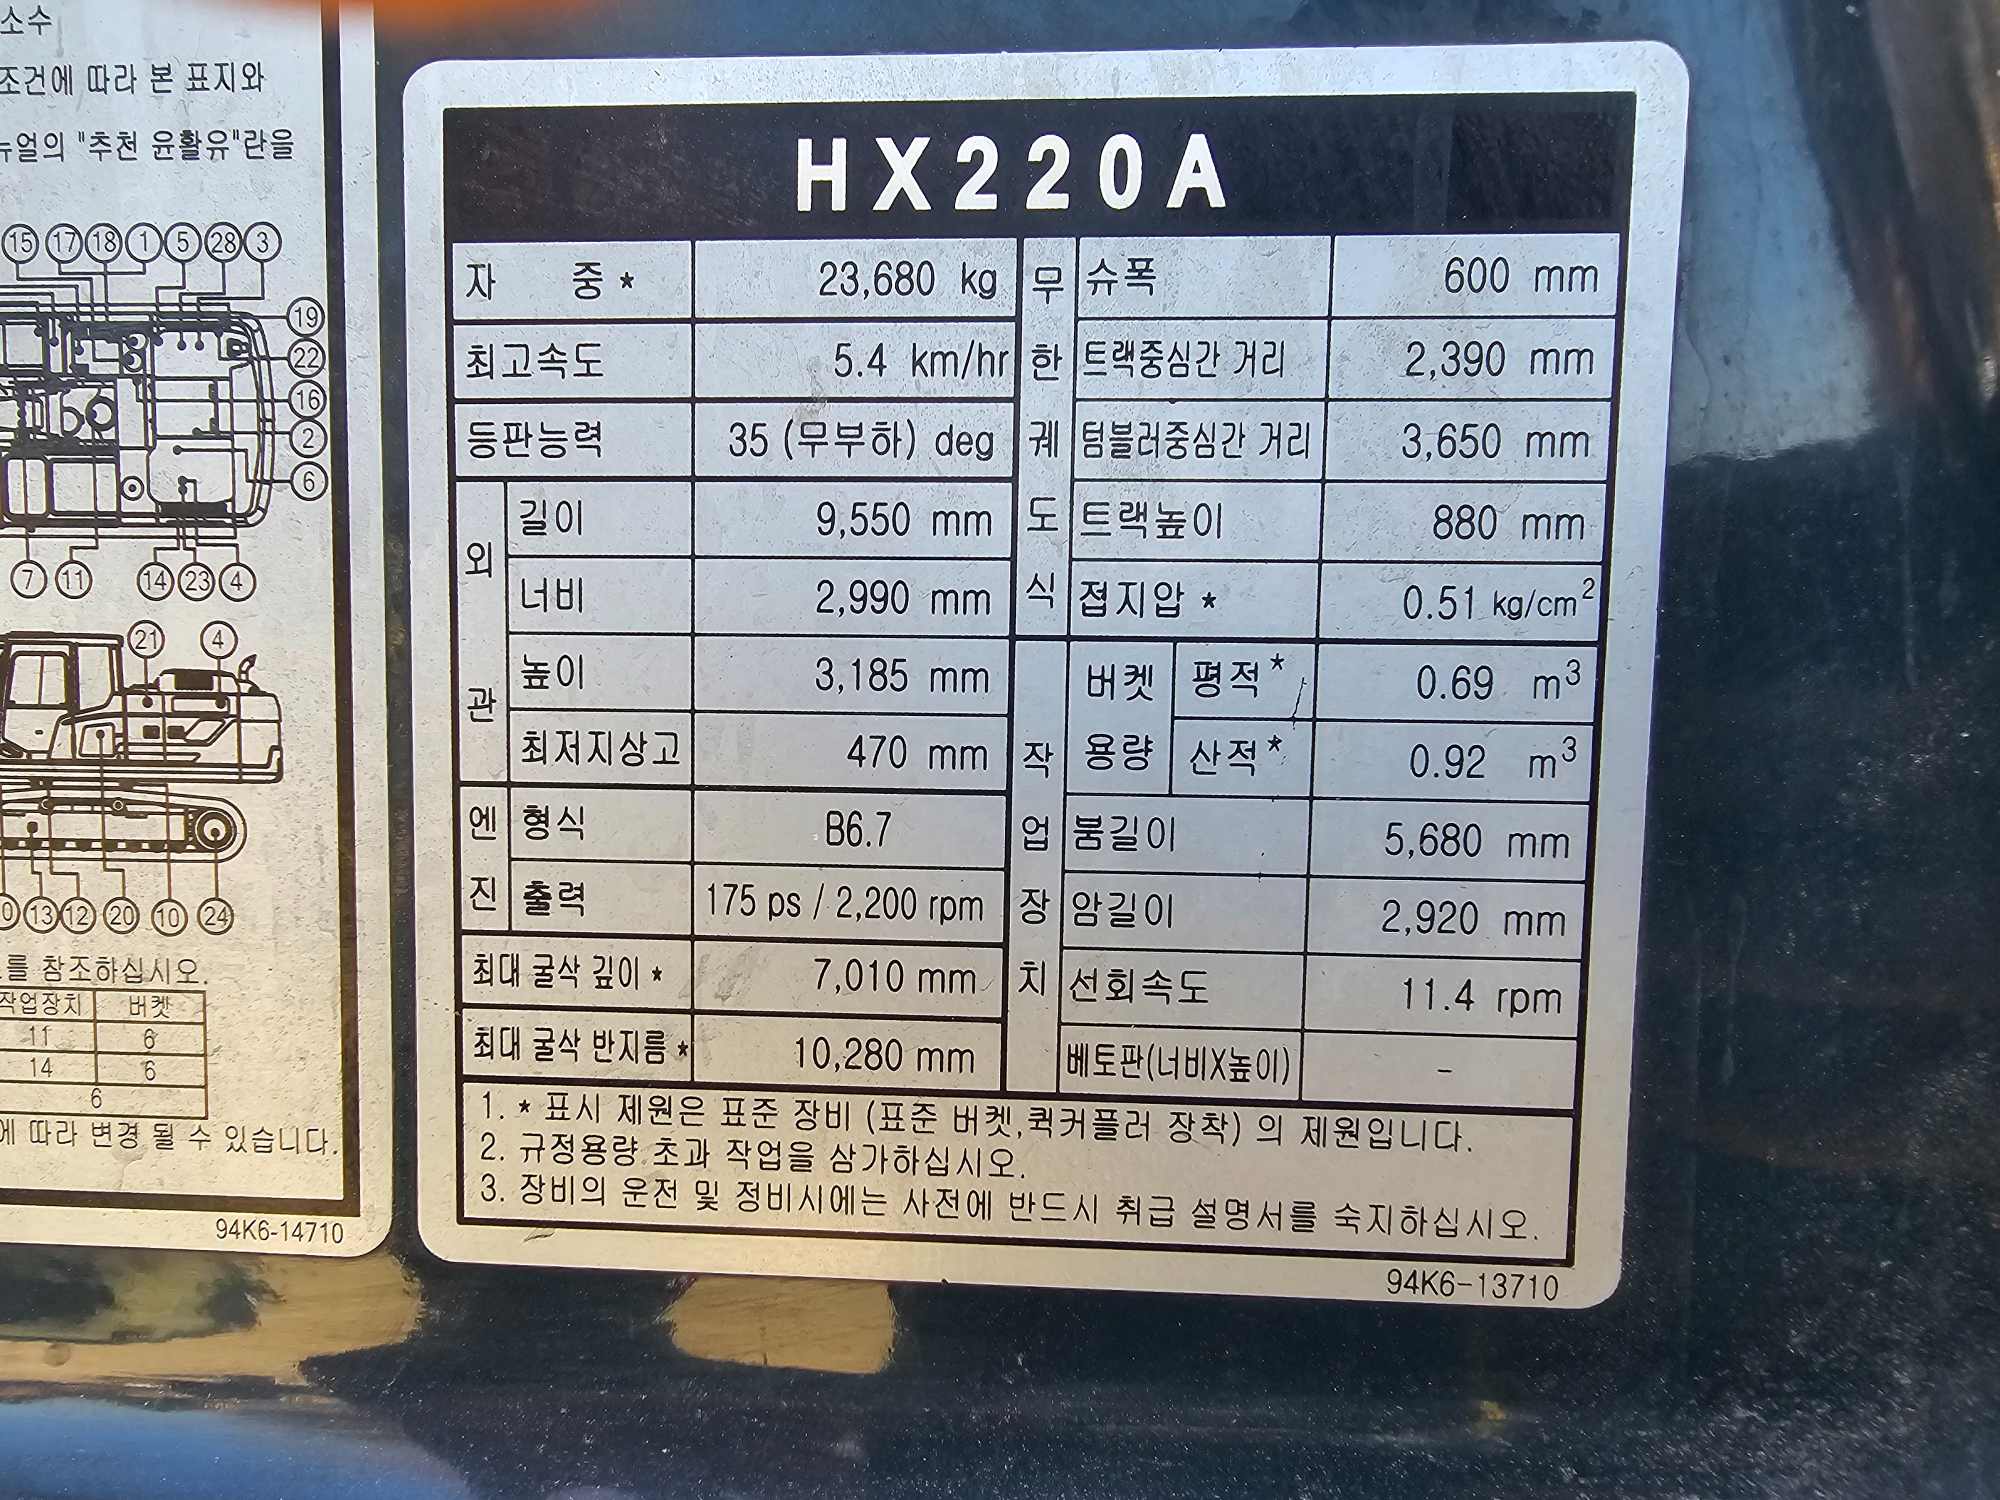 소수
조건에 따라 본 표지와
뉴얼의 "추천 윤활유"란을
15 17 18 1 5 28 3
19
22
16
2
6
7 11 14 23 4
21 4
13 12 20 10 24
를 참조하십시오.
작업장치 버켓
11 6
14 6
6
에 따라 변경 될 수 있습니다.
94K6-14710
HX220A
자 중* 23,680 kg
최고속도 5.4 km/hr
등판능력 35 (무부하) deg
외관
길이 9,550 mm
너비 2,990 mm
높이 3,185 mm
최저지상고 470 mm
엔진
형식 B6.7
출력 175 ps / 2,200 rpm
최대 굴삭 깊이* 7,010 mm
최대 굴삭 반지름* 10,280 mm
무한궤도식
슈폭 600 mm
트랙중심간 거리 2,390 mm
텀블러중심간 거리 3,650 mm
트랙높이 880 mm
접지압* 0.51 kg/cm²
작업장치
버켓용량
평적* 0.69 m³
산적* 0.92 m³
붐길이 5,680 mm
암길이 2,920 mm
선회속도 11.4 rpm
베토판(너비X높이) -
1. * 표시 제원은 표준 장비 (표준 버켓,퀵커플러 장착) 의 제원입니다.
2. 규정용량 초과 작업을 삼가하십시오.
3. 장비의 운전 및 정비시에는 사전에 반드시 취급 설명서를 숙지하십시오.
94K6-13710